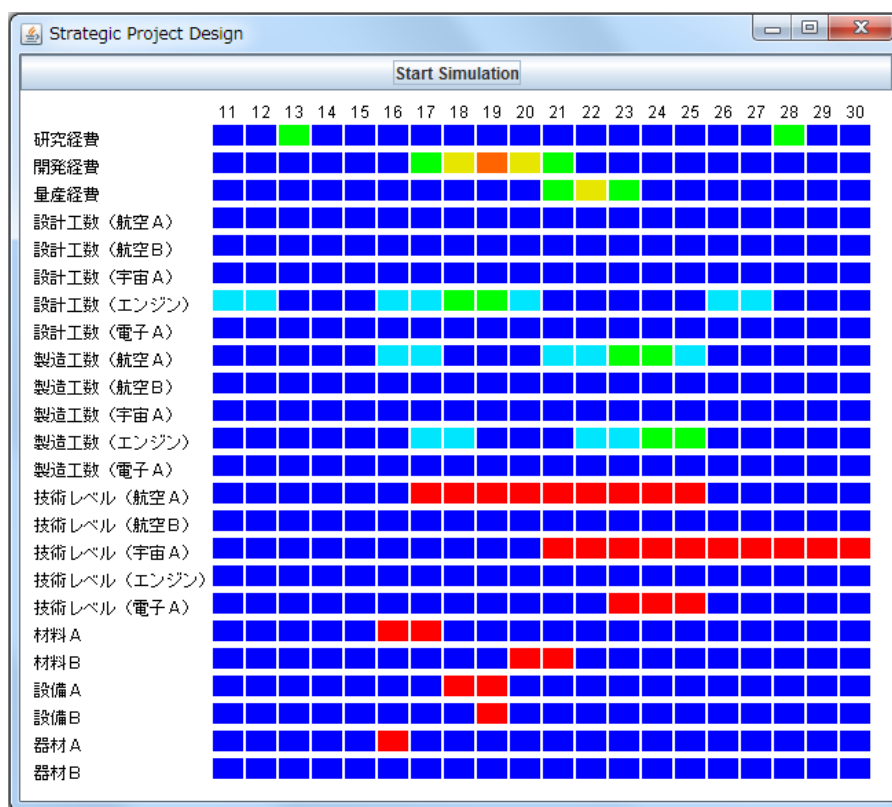 Strategic Project Design
Start Simulation
11 12 13 14 15 16 17 18 19 20 21 22 23 24 25 26 27 28 29 30
研究経費
開発経費
量産経費
設計工数（航空A）
設計工数（航空B）
設計工数（宇宙A）
設計工数（エンジン）
設計工数（電子A）
製造工数（航空A）
製造工数（航空B）
製造工数（宇宙A）
製造工数（エンジン）
製造工数（電子A）
技術レベル（航空A）
技術レベル（航空B）
技術レベル（宇宙A）
技術レベル（エンジン）
技術レベル（電子A）
材料A
材料B
設備A
設備B
器材A
器材B